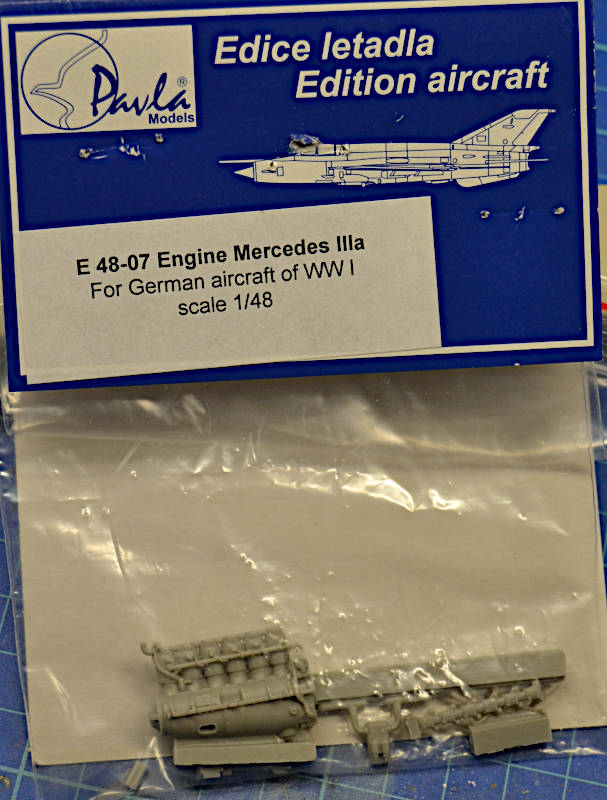 Pavla®
Models
Edice letadla
Edition aircraft
E 48-07 Engine Mercedes IIIa
For German aircraft of WW I
scale 1/48